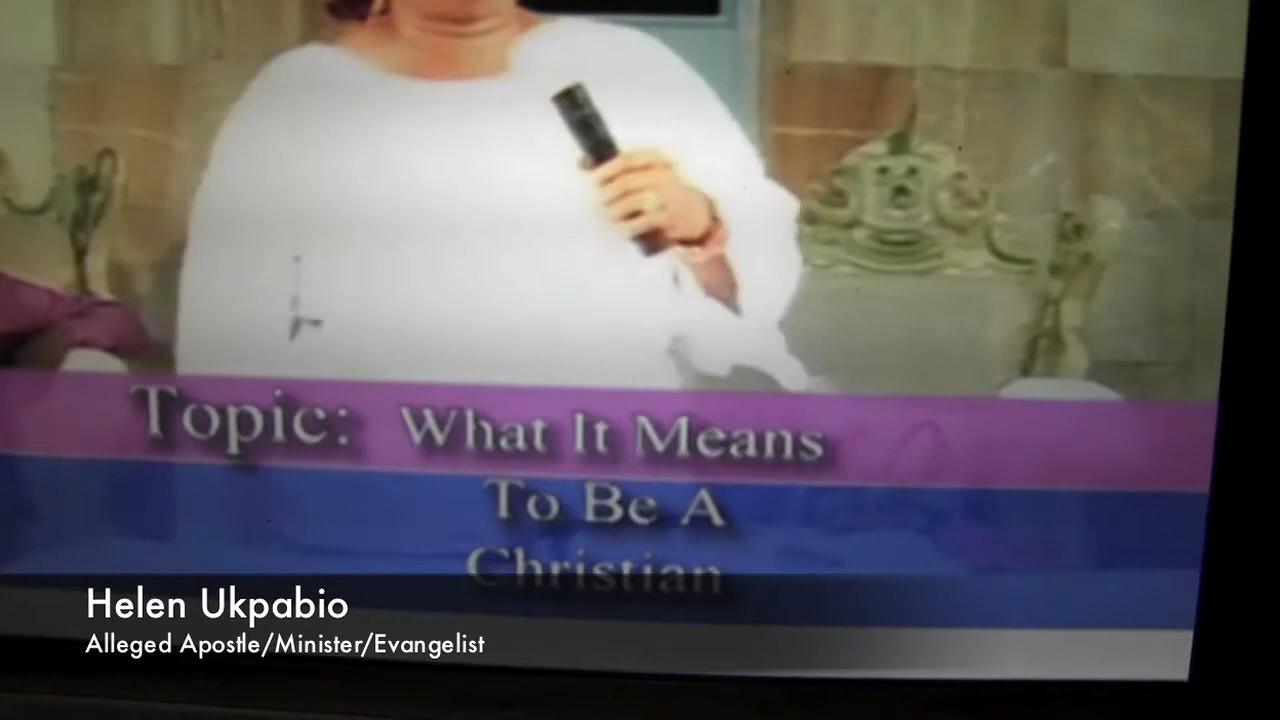 Topic: What It Means
To Be A
Christian
Helen Ukpabio
Alleged Apostle/Minister/Evangelist